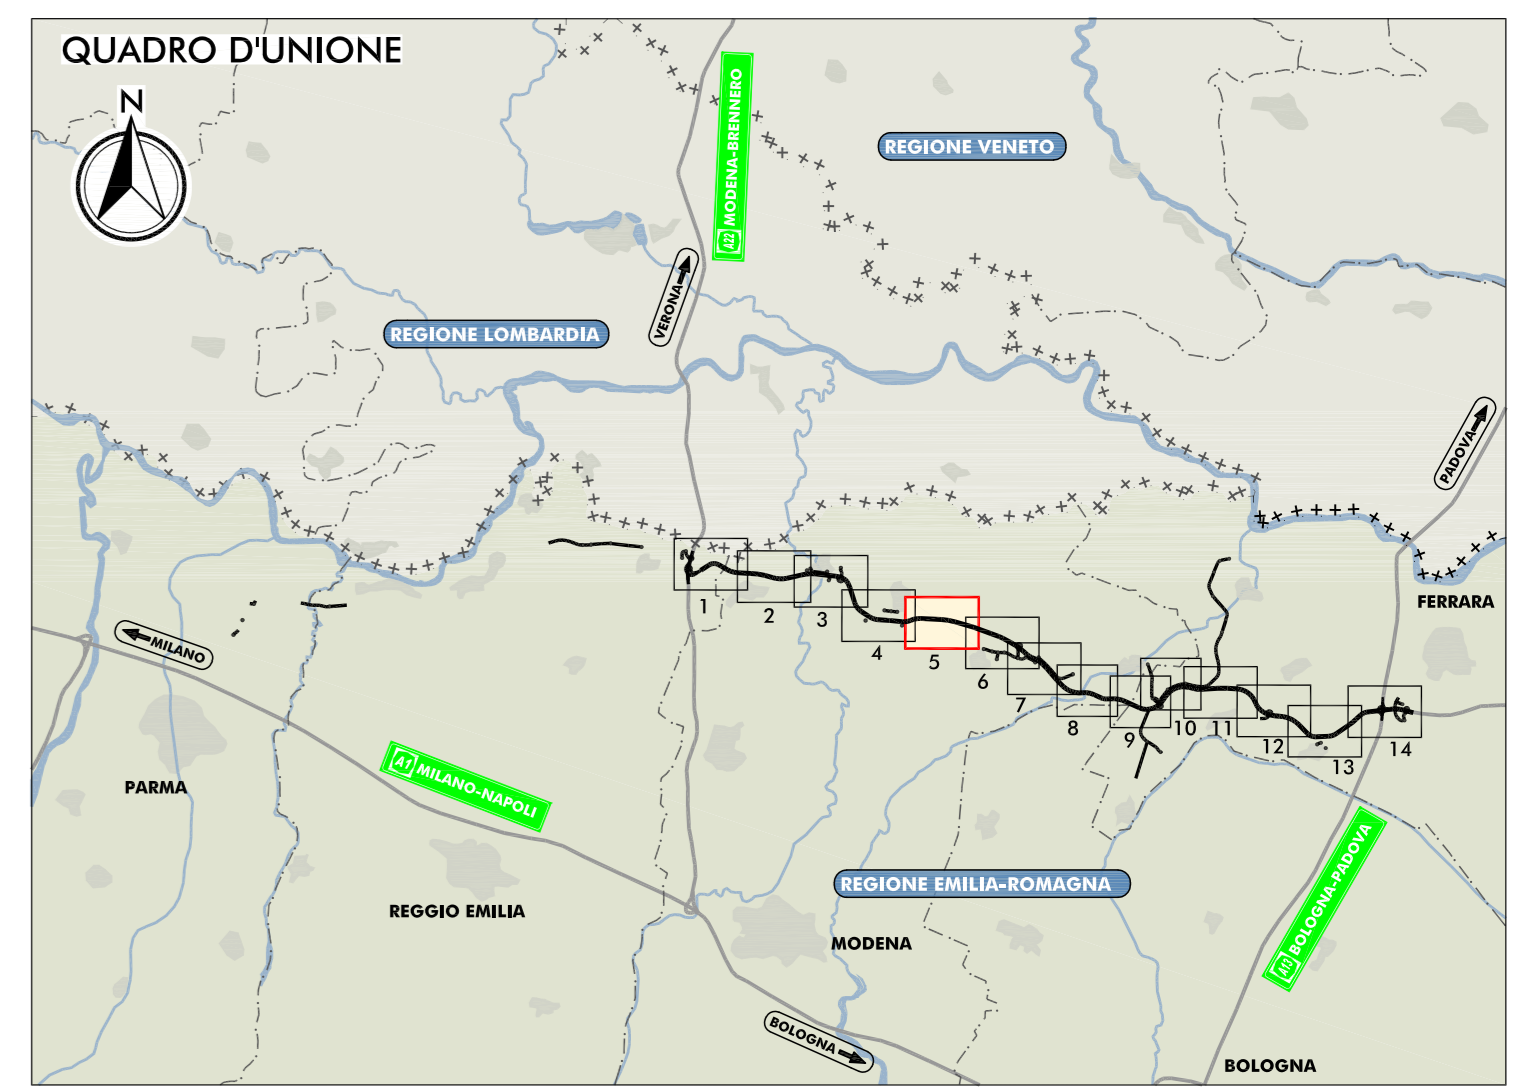 QUADRO D'UNIONE
N
A22 MODENA-BRENNERO
REGIONE VENETO
VERONA
REGIONE LOMBARDIA
PADOVA
FERRARA
MILANO
1
2
3
4
5
6
7
8
9
10
11
12
13
14
PARMA
A1 MILANO-NAPOLI
A13 BOLOGNA-PADOVA
REGIONE EMILIA-ROMAGNA
REGGIO EMILIA
MODENA
BOLOGNA
BOLOGNA